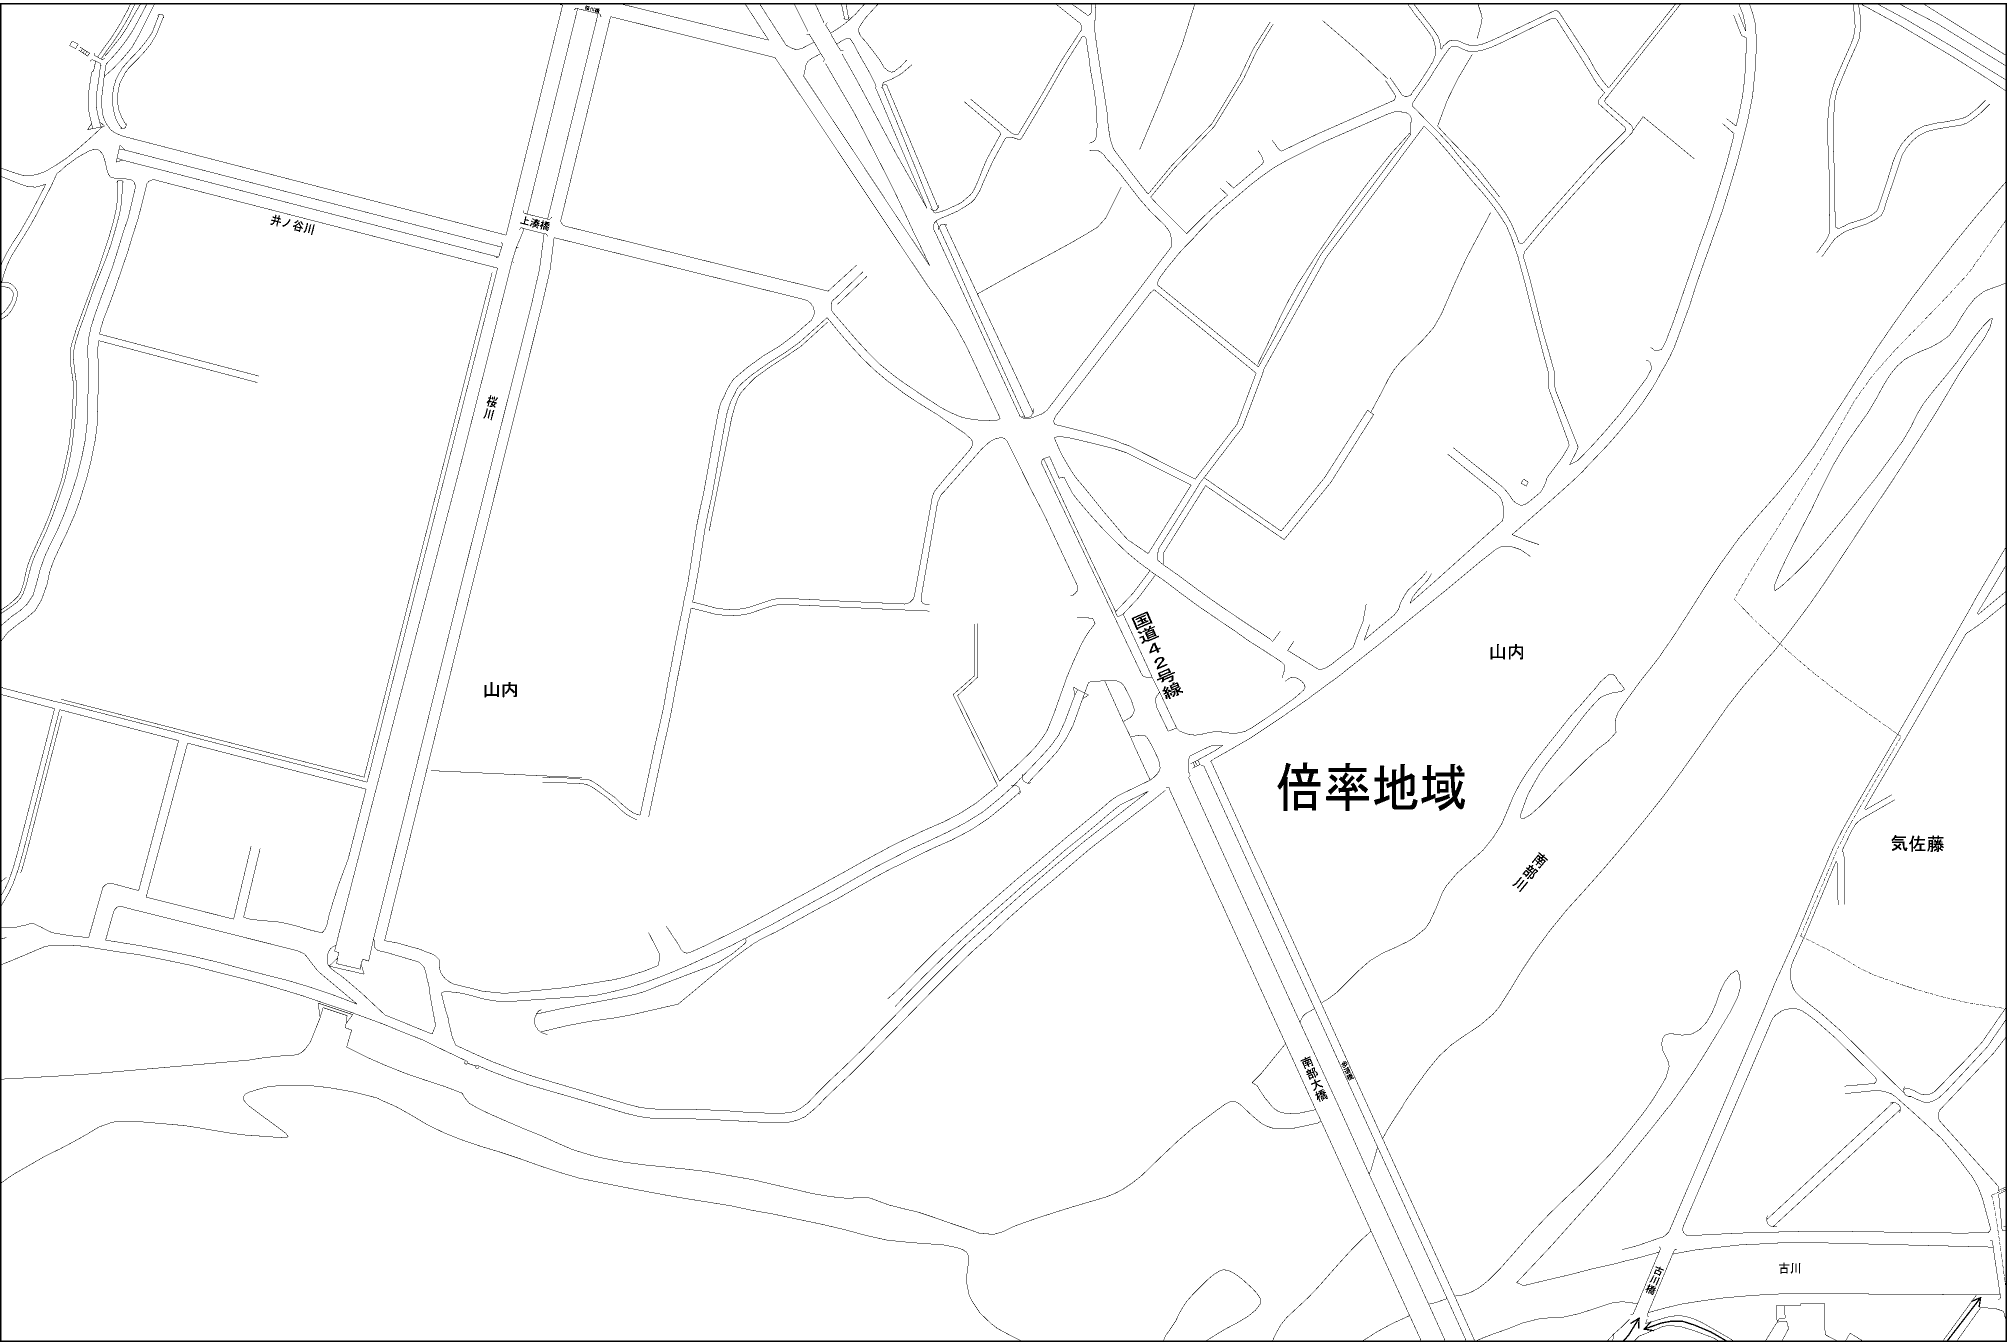 井ノ谷川
上湊橋
桜川
国道42号線
山内
山内
倍率地域
気佐藤
南部川
南部大橋
古川橋
古川